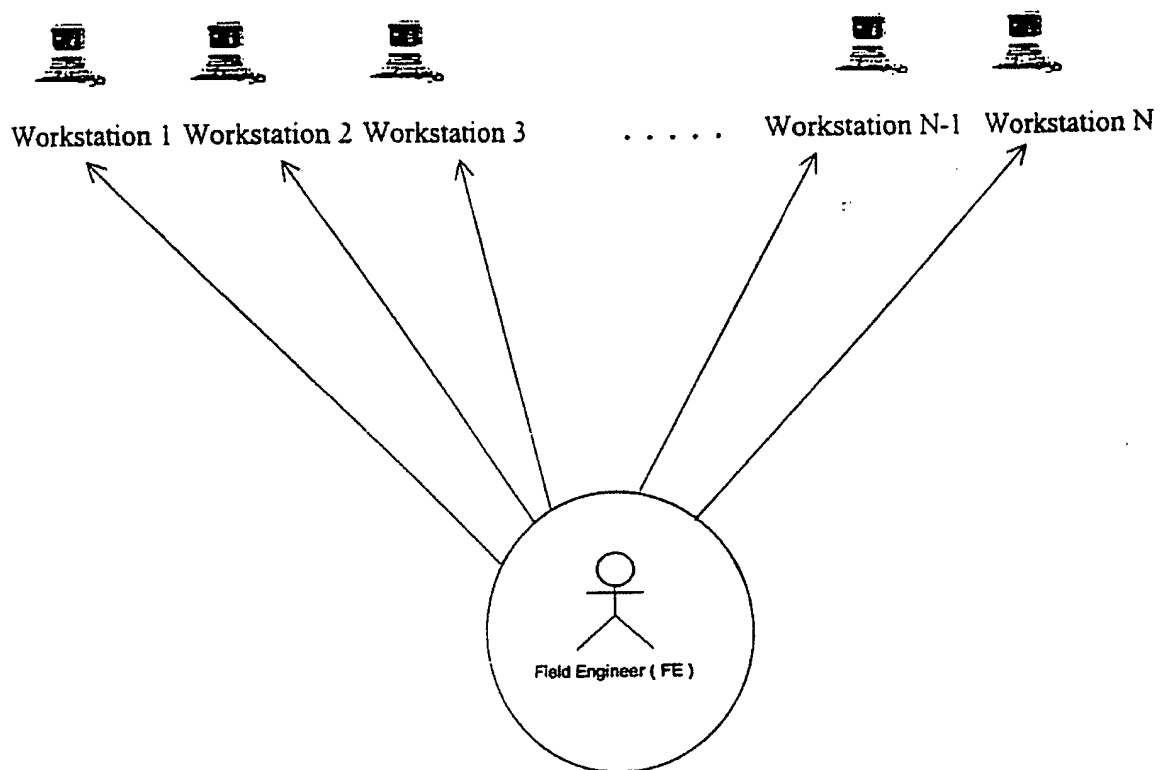 Workstation 1 Workstation 2 Workstation 3 . . . . . Workstation N-1 Workstation N
Field Engineer ( FE )